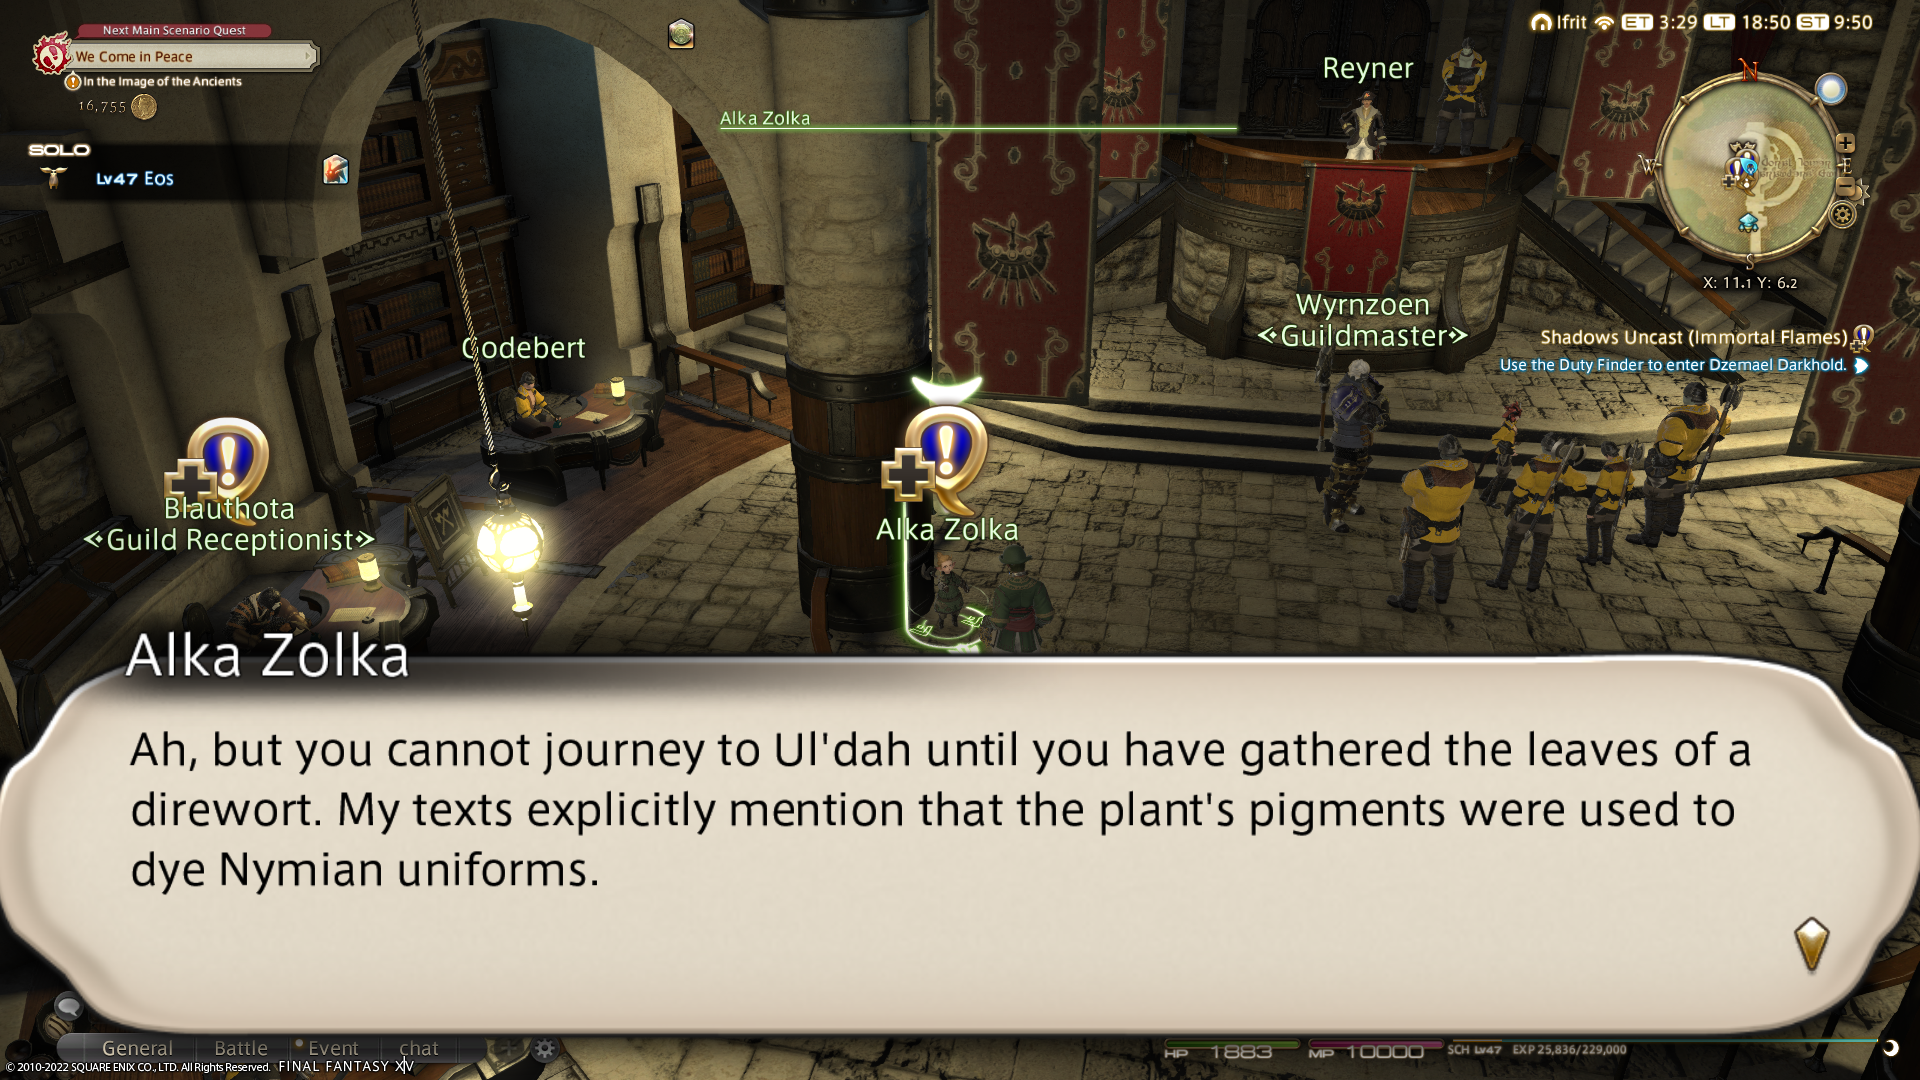 Next Main Scenario Quest
We Come in Peace
In the Image of the Ancients
16,755
SOLO
Lv47 Eos
Alka Zolka
Ifrit ET 3:29 LT 18:50 ST 9:50
Reyner
N
W
E
S
X: 11.1 Y: 6.2
Shadows Uncast (Immortal Flames)
Use the Duty Finder to enter Dzemael Darkhold.
Wyrnzoen
Guildmaster
Godebert
Blauthota
Guild Receptionist
Alka Zolka
Alka Zolka
Ah, but you cannot journey to Ul'dah until you have gathered the leaves of a
direwort. My texts explicitly mention that the plant's pigments were used to
dye Nymian uniforms.
General Battle Event chat
HP 1883 MP 10000 SCH Lv47 EXP 25,836/229,000
© 2010-2022 SQUARE ENIX CO., LTD. All Rights Reserved. FINAL FANTASY XIV